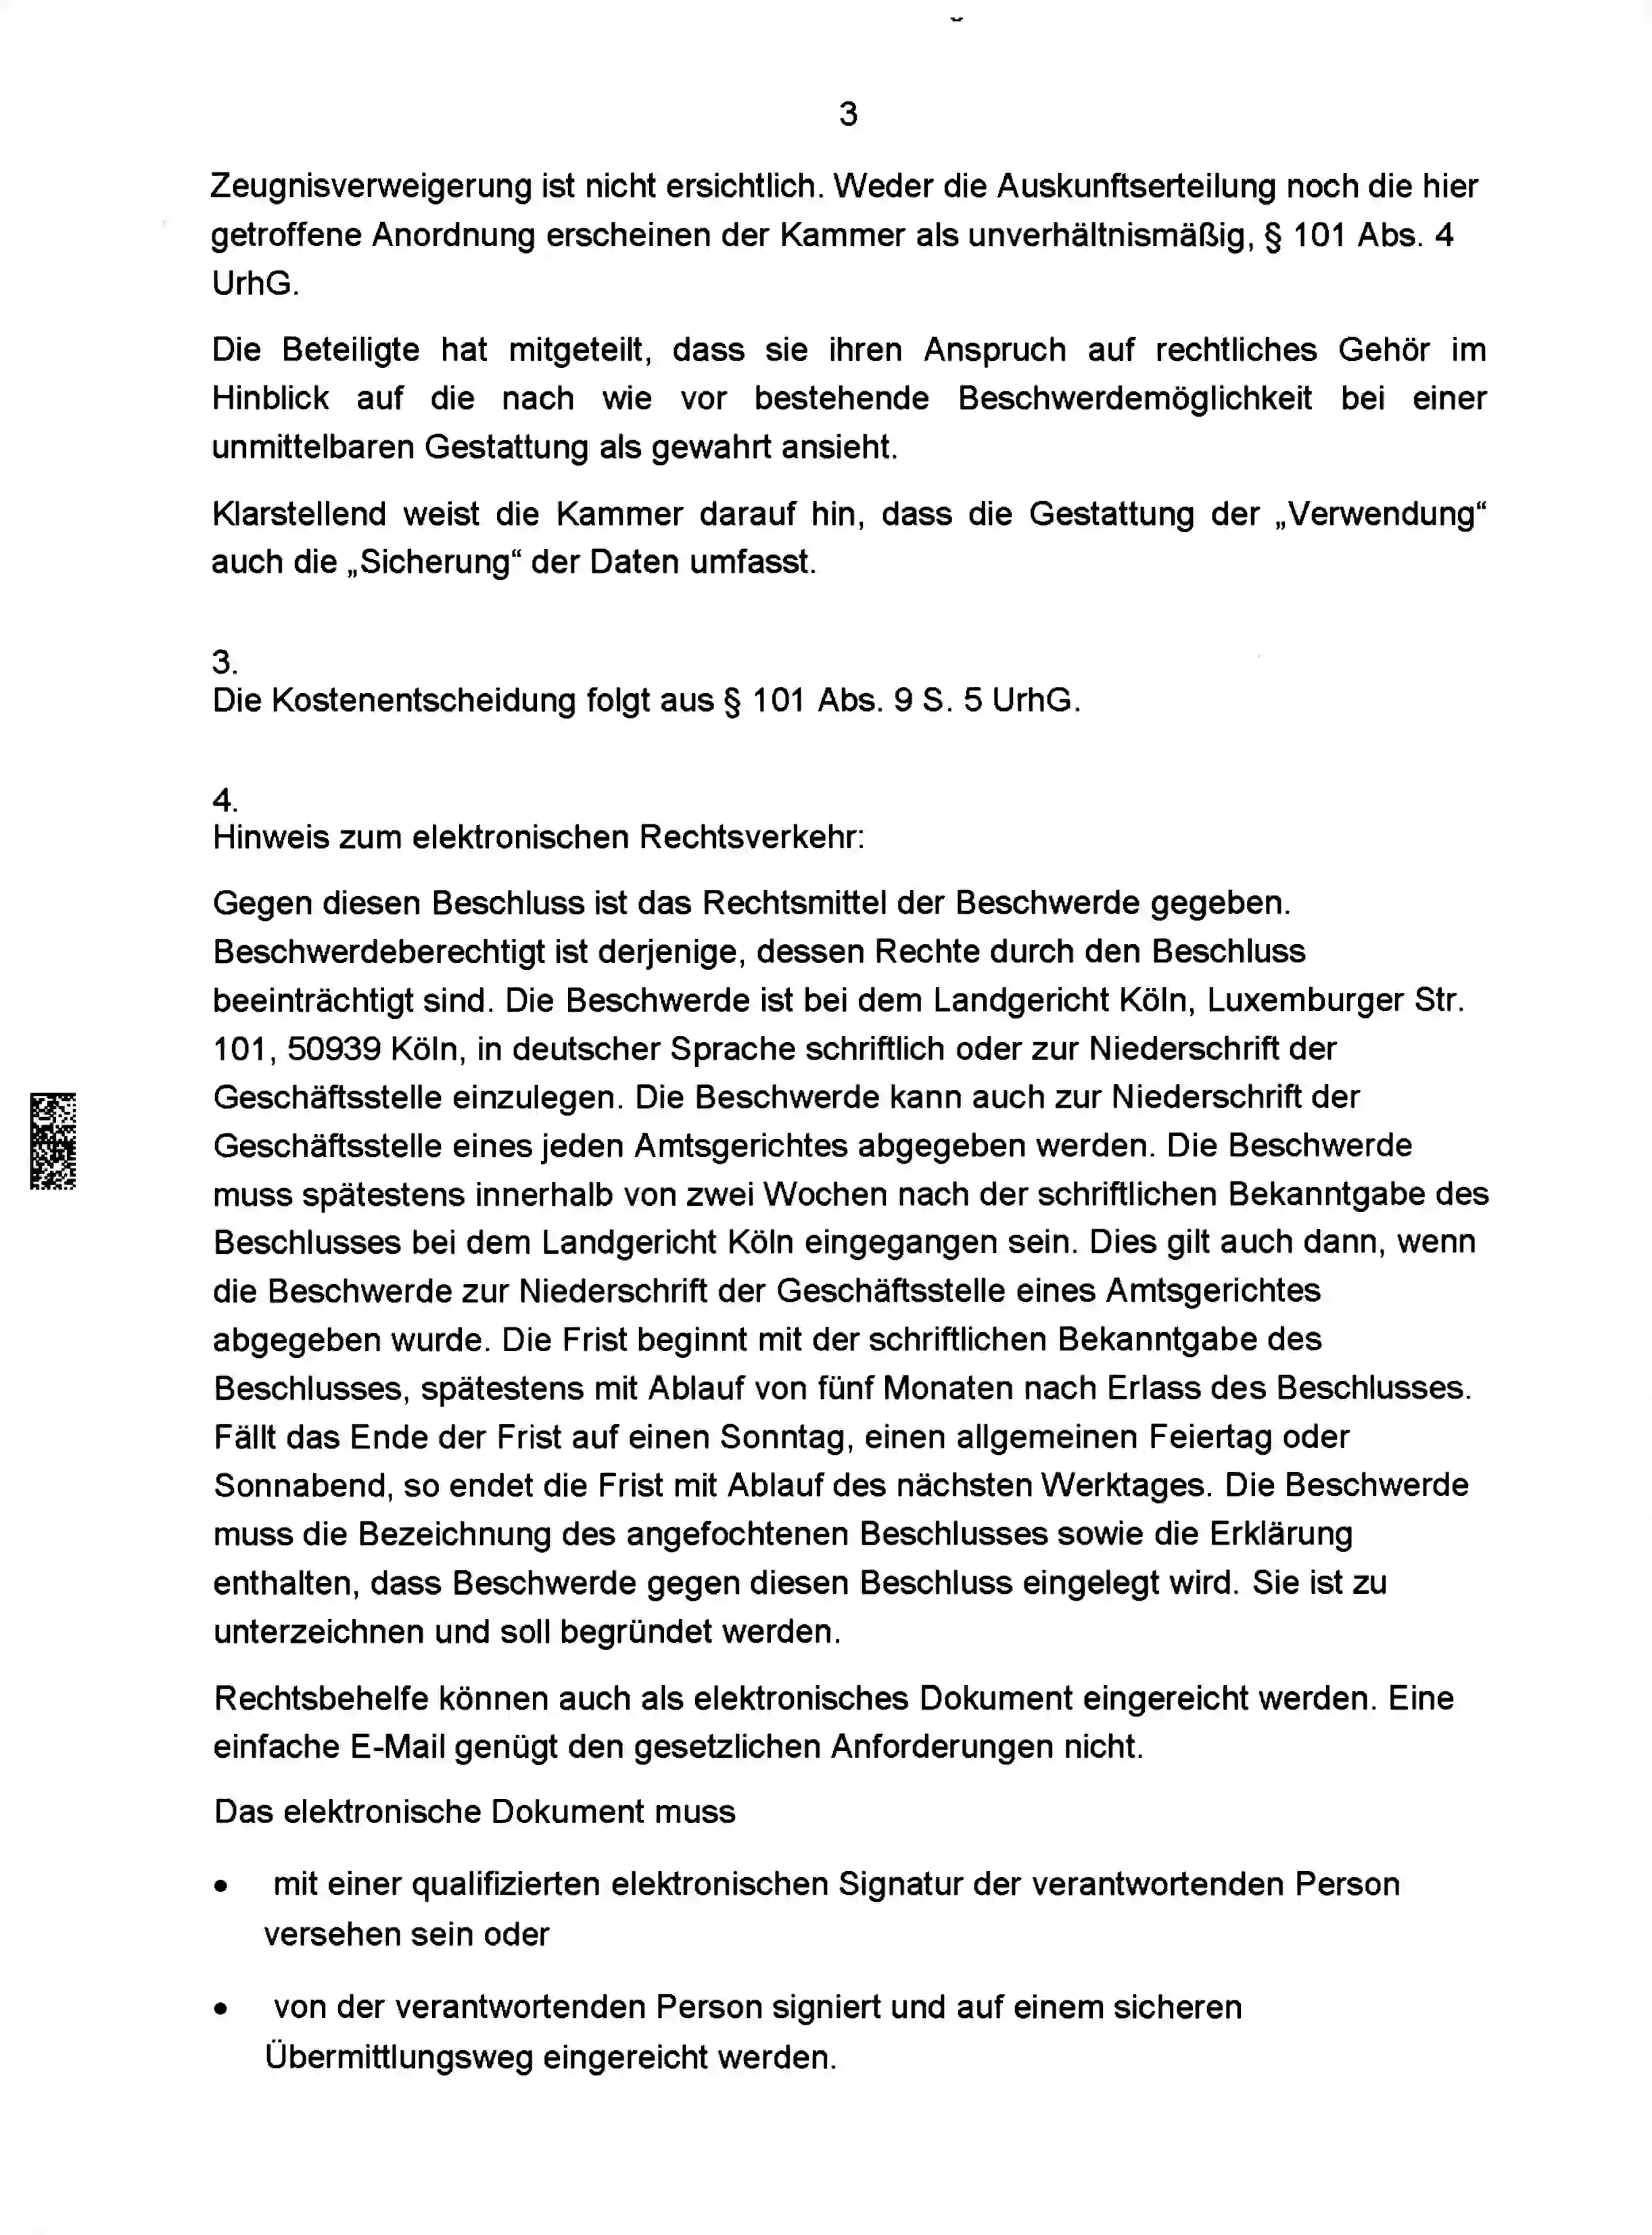 3
Zeugnisverweigerung ist nicht ersichtlich. Weder die Auskunftserteilung noch die hier
getroffene Anordnung erscheinen der Kammer als unverhältnismäßig, § 101 Abs. 4
UrhG.
Die Beteiligte hat mitgeteilt, dass sie ihren Anspruch auf rechtliches Gehör im
Hinblick auf die nach wie vor bestehende Beschwerdemöglichkeit bei einer
unmittelbaren Gestattung als gewahrt ansieht.
Klarstellend weist die Kammer darauf hin, dass die Gestattung der „Verwendung“
auch die „Sicherung“ der Daten umfasst.
3.
Die Kostenentscheidung folgt aus § 101 Abs. 9 S. 5 UrhG.
4.
Hinweis zum elektronischen Rechtsverkehr:
Gegen diesen Beschluss ist das Rechtsmittel der Beschwerde gegeben.
Beschwerdeberechtigt ist derjenige, dessen Rechte durch den Beschluss
beeinträchtigt sind. Die Beschwerde ist bei dem Landgericht Köln, Luxemburger Str.
101, 50939 Köln, in deutscher Sprache schriftlich oder zur Niederschrift der
Geschäftsstelle einzulegen. Die Beschwerde kann auch zur Niederschrift der
Geschäftsstelle eines jeden Amtsgerichtes abgegeben werden. Die Beschwerde
muss spätestens innerhalb von zwei Wochen nach der schriftlichen Bekanntgabe des
Beschlusses bei dem Landgericht Köln eingegangen sein. Dies gilt auch dann, wenn
die Beschwerde zur Niederschrift der Geschäftsstelle eines Amtsgerichtes
abgegeben wurde. Die Frist beginnt mit der schriftlichen Bekanntgabe des
Beschlusses, spätestens mit Ablauf von fünf Monaten nach Erlass des Beschlusses.
Fällt das Ende der Frist auf einen Sonntag, einen allgemeinen Feiertag oder
Sonnabend, so endet die Frist mit Ablauf des nächsten Werktages. Die Beschwerde
muss die Bezeichnung des angefochtenen Beschlusses sowie die Erklärung
enthalten, dass Beschwerde gegen diesen Beschluss eingelegt wird. Sie ist zu
unterzeichnen und soll begründet werden.
Rechtsbehelfe können auch als elektronisches Dokument eingereicht werden. Eine
einfache E-Mail genügt den gesetzlichen Anforderungen nicht.
Das elektronische Dokument muss
• mit einer qualifizierten elektronischen Signatur der verantwortenden Person
versehen sein oder
• von der verantwortenden Person signiert und auf einem sicheren
Übermittlungsweg eingereicht werden.